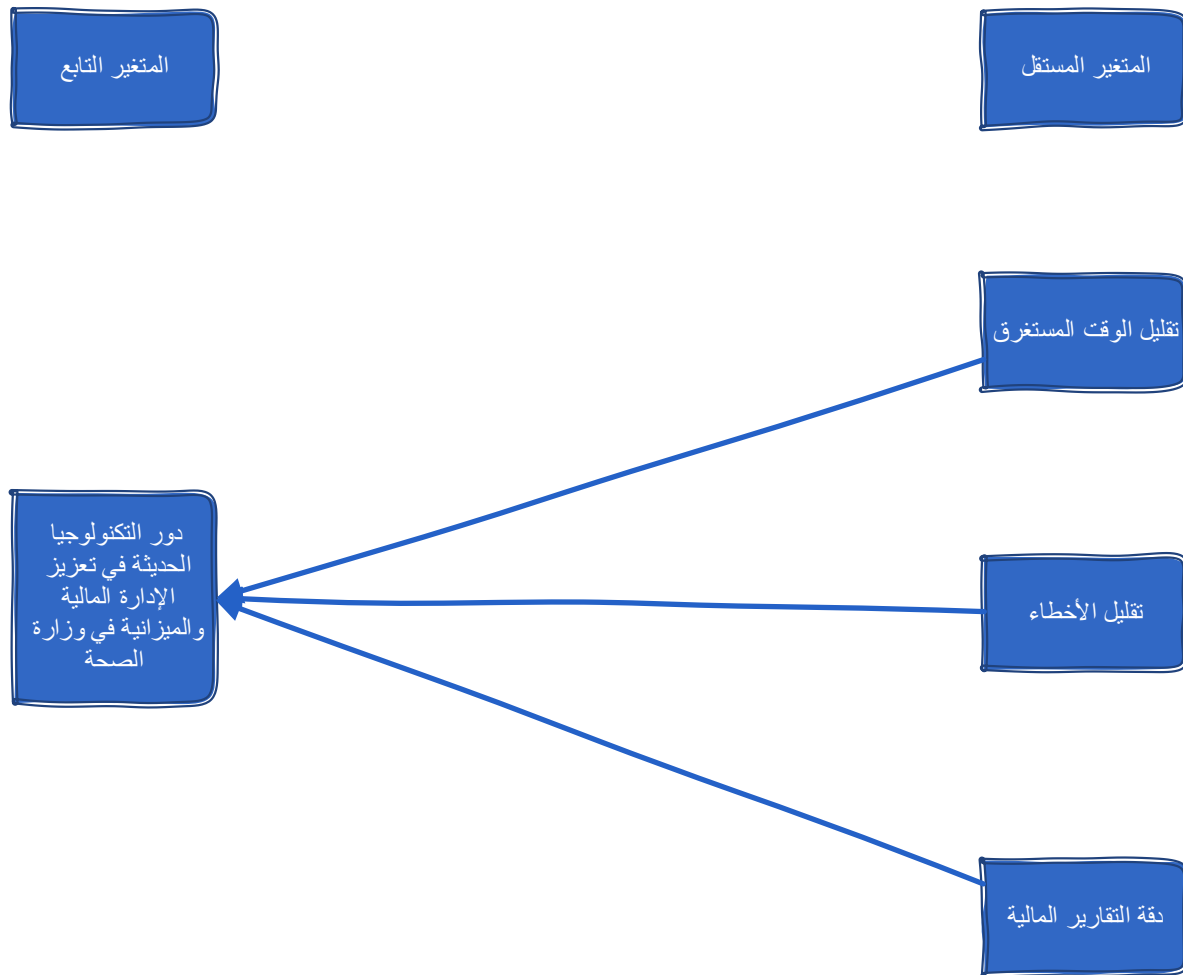 المتغير المستقل
المتغير التابع
تقليل الوقت المستغرق
تقليل الأخطاء
دقة التقارير المالية
دور التكنولوجيا
الحديثة في تعزيز
الإدارة المالية
والميزانية في وزارة
الصحة